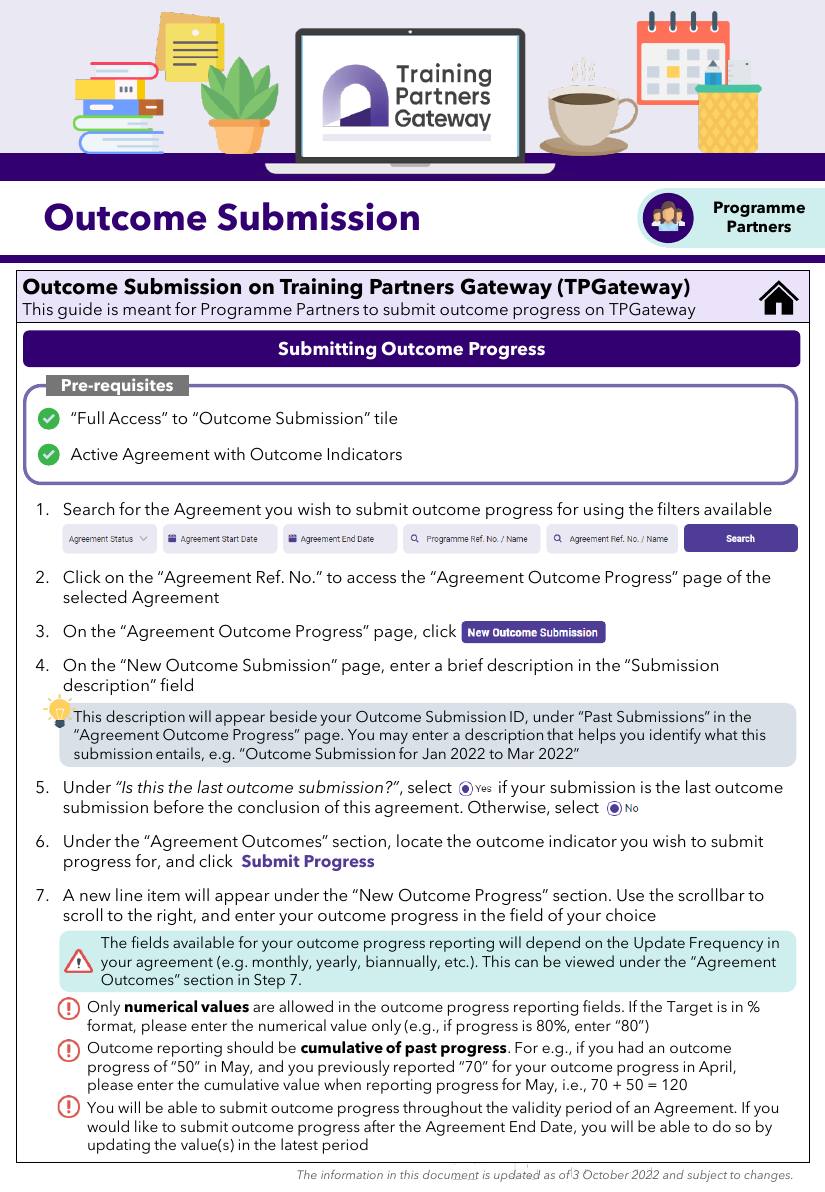 Training
Partners
Gateway
Outcome Submission
Programme
Partners
Outcome Submission on Training Partners Gateway (TPGateway)
This guide is meant for Programme Partners to submit outcome progress on TPGateway
Submitting Outcome Progress
Pre-requisites
“Full Access” to “Outcome Submission” tile
Active Agreement with Outcome Indicators
1. Search for the Agreement you wish to submit outcome progress for using the filters available
Agreement Status Agreement Start Date Agreement End Date Programme Ref. No. / Name Agreement Ref. No. / Name Search
2. Click on the “Agreement Ref. No.” to access the “Agreement Outcome Progress” page of the
selected Agreement
3. On the “Agreement Outcome Progress” page, click New Outcome Submission
4. On the “New Outcome Submission” page, enter a brief description in the “Submission
description” field
This description will appear beside your Outcome Submission ID, under “Past Submissions” in the
“Agreement Outcome Progress” page. You may enter a description that helps you identify what this
submission entails, e.g. “Outcome Submission for Jan 2022 to Mar 2022”
5. Under “Is this the last outcome submission?”, select Yes if your submission is the last outcome
submission before the conclusion of this agreement. Otherwise, select No
6. Under the “Agreement Outcomes” section, locate the outcome indicator you wish to submit
progress for, and click Submit Progress
7. A new line item will appear under the “New Outcome Progress” section. Use the scrollbar to
scroll to the right, and enter your outcome progress in the field of your choice
The fields available for your outcome progress reporting will depend on the Update Frequency in
your agreement (e.g. monthly, yearly, biannually, etc.). This can be viewed under the “Agreement
Outcomes” section in Step 7.
Only numerical values are allowed in the outcome progress reporting fields. If the Target is in %
format, please enter the numerical value only (e.g., if progress is 80%, enter “80”)
Outcome reporting should be cumulative of past progress. For e.g., if you had an outcome
progress of “50” in May, and you previously reported “70” for your outcome progress in April,
please enter the cumulative value when reporting progress for May, i.e., 70 + 50 = 120
You will be able to submit outcome progress throughout the validity period of an Agreement. If you
would like to submit outcome progress after the Agreement End Date, you will be able to do so by
updating the value(s) in the latest period
The information in this document is updated as of 3 October 2022 and subject to changes.